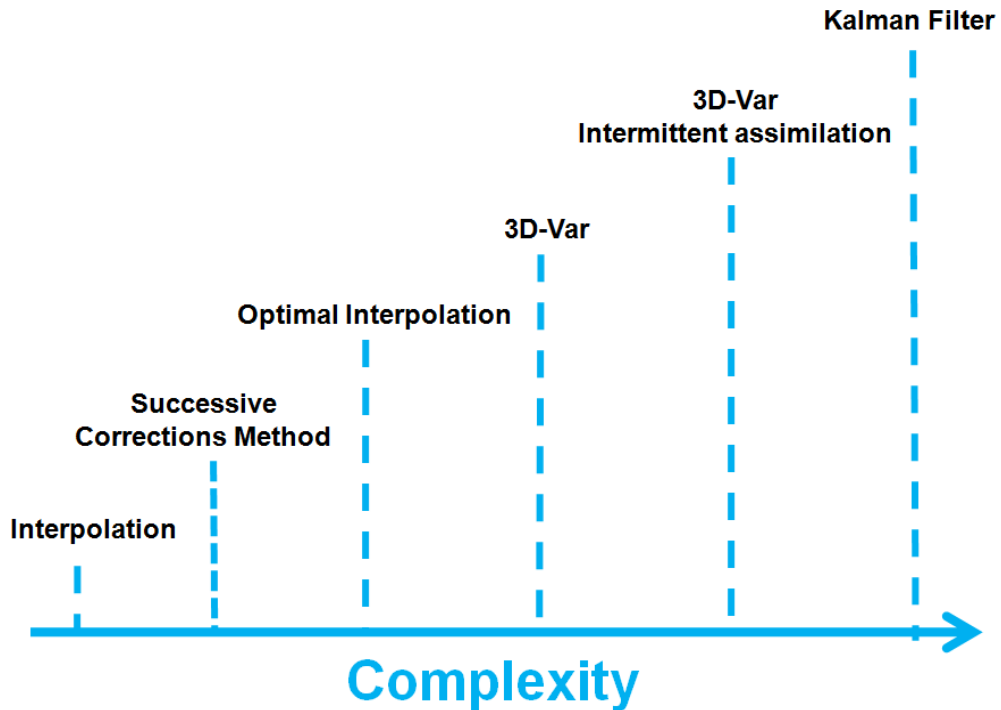 Kalman Filter
3D-Var
Intermittent assimilation
3D-Var
Optimal Interpolation
Successive
Corrections Method
Interpolation
Complexity